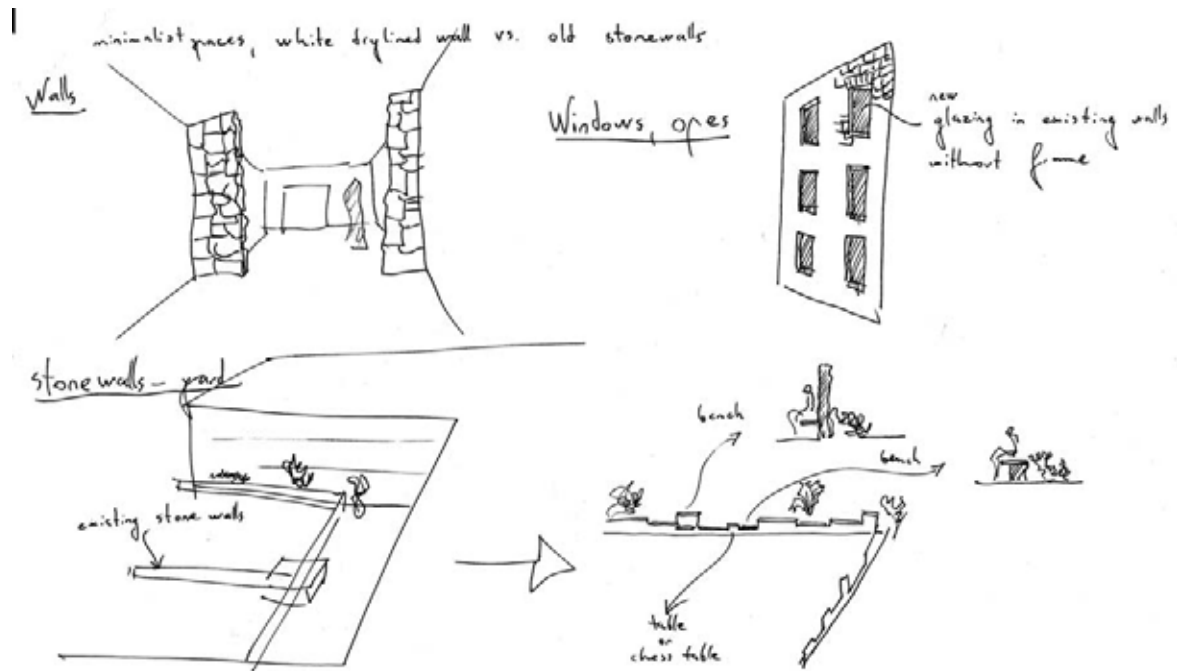 minimalist spaces, white drylined wall vs. old stonewalls
Walls
Windows, opes
new
glazing in existing walls
without frame
stonewalls - yard
existing stone walls
bench
bench
table
or
chess table